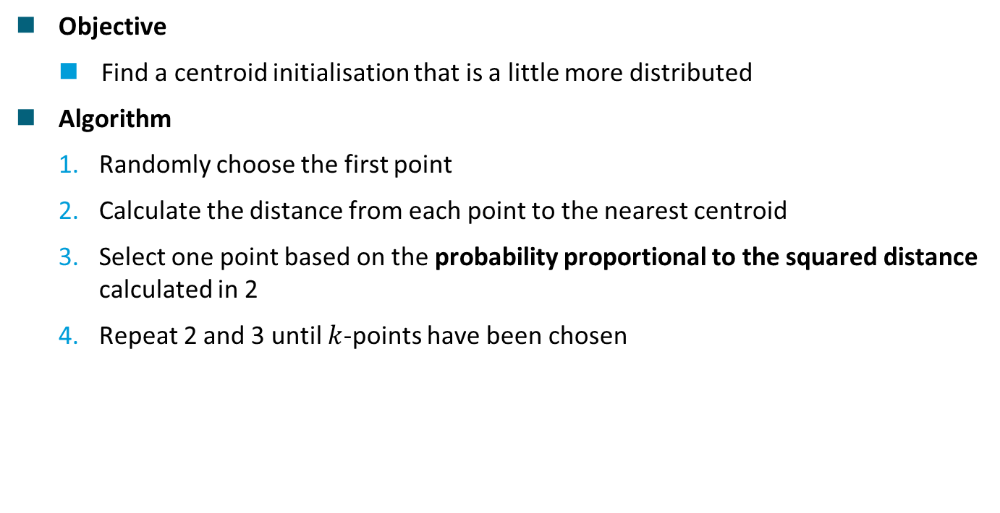 Objective
Find a centroid initialisation that is a little more distributed
Algorithm
1. Randomly choose the first point
2. Calculate the distance from each point to the nearest centroid
3. Select one point based on the probability proportional to the squared distance
calculated in 2
4. Repeat 2 and 3 until k-points have been chosen